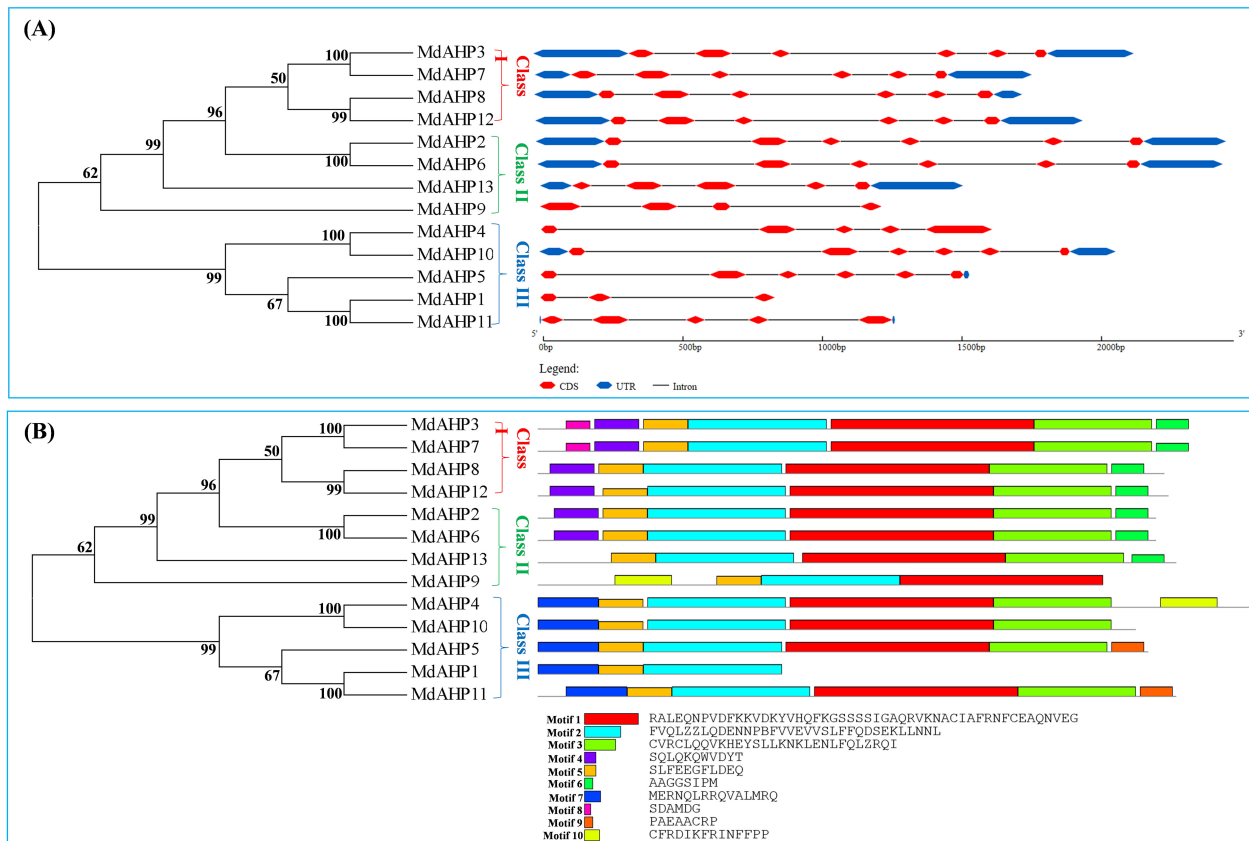 (A)
100
MdAHP3
MdAHP7
50
MdAHP8
99
MdAHP12
96
Class I
MdAHP2
100
MdAHP6
99
MdAHP13
62
MdAHP9
Class II
MdAHP4
100
MdAHP10
99
MdAHP5
67
MdAHP1
100
MdAHP11
Class III
5' 3'
0bp 500bp 1000bp 1500bp 2000bp
Legend:
CDS UTR Intron
(B)
100
MdAHP3
MdAHP7
50
MdAHP8
99
MdAHP12
96
Class I
MdAHP2
100
MdAHP6
99
MdAHP13
62
MdAHP9
Class II
MdAHP4
100
MdAHP10
99
MdAHP5
67
MdAHP1
100
MdAHP11
Class III
Motif 1 RALEQNPVDFKKVDKYVHQFKGSSSSIGAQRVKNACIAFRNFCEAQNVEG
Motif 2 FVQLZZLQDENNPBFVVEVVSLFFQDSEKLLNNL
Motif 3 CVRCLQQVKHEYSLLKNKLENLFQLZRQI
Motif 4 SQLQKQWVDYT
Motif 5 SLFEEGFLDEQ
Motif 6 AAGGSIPM
Motif 7 MERNQLRRQVALMRQ
Motif 8 SDAMDG
Motif 9 PAEAACRP
Motif 10 CFRDIKFRINFFPP